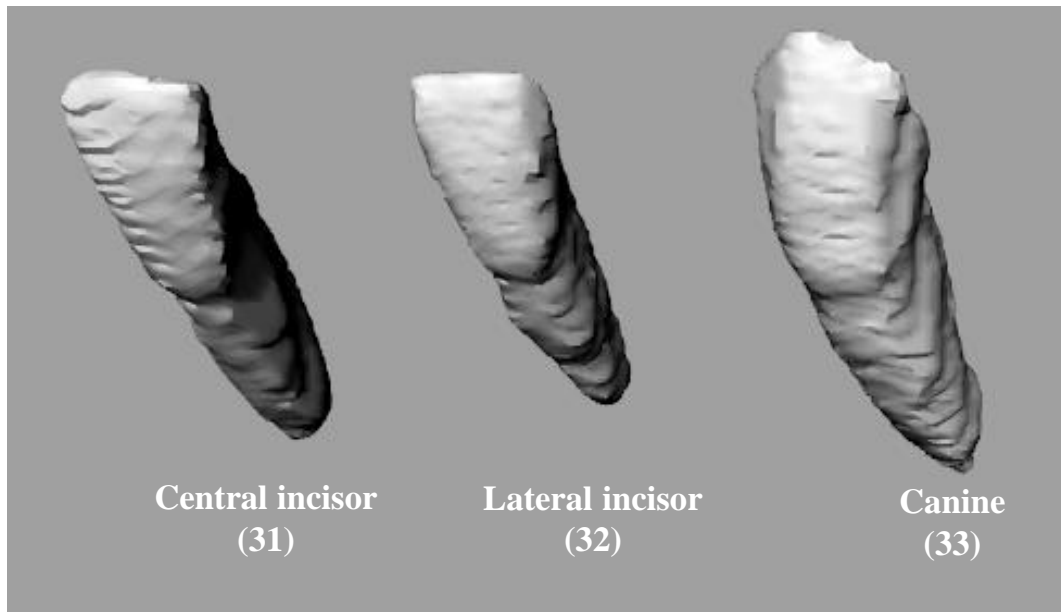 Central incisor
(31)
Lateral incisor
(32)
Canine
(33)